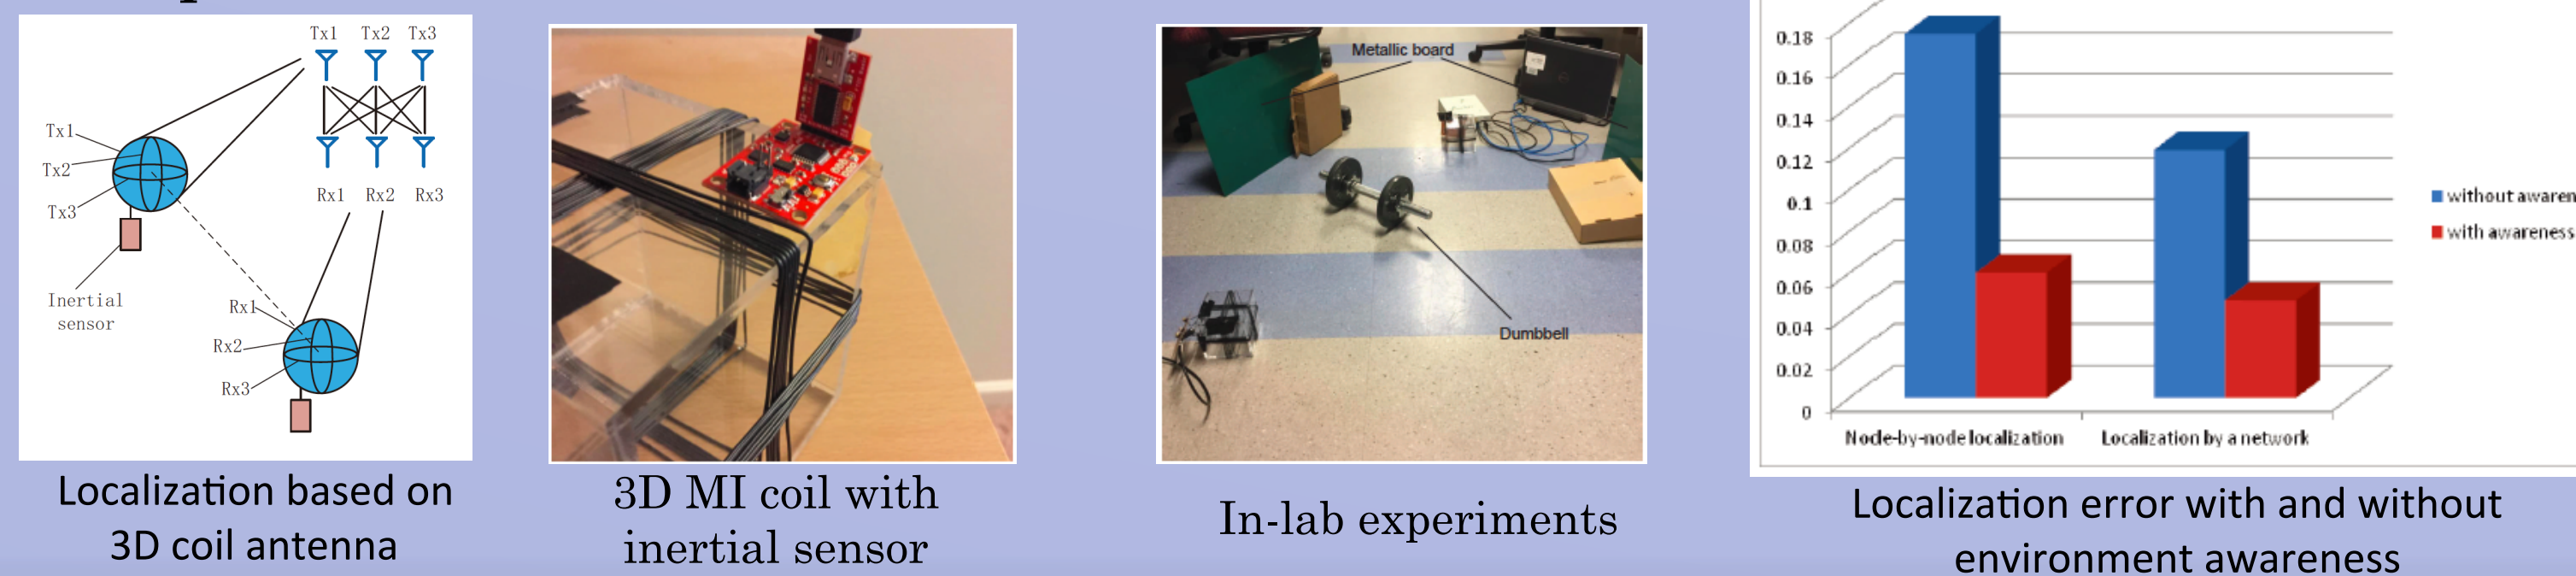 Tx1 Tx2 Tx3
Tx1
Tx2
Tx3
Rx1 Rx2 Rx3
Inertial
sensor
Rx1
Rx2
Rx3
Localization based on
3D coil antenna
3D MI coil with
inertial sensor
Metallic board
Dumbbell
In-lab experiments
0.18
0.16
0.14
0.12
0.1
0.08
0.06
0.04
0.02
0
Node-by-node localization
Localization by a network
without awaren
with awareness
Localization error with and without
environment awareness